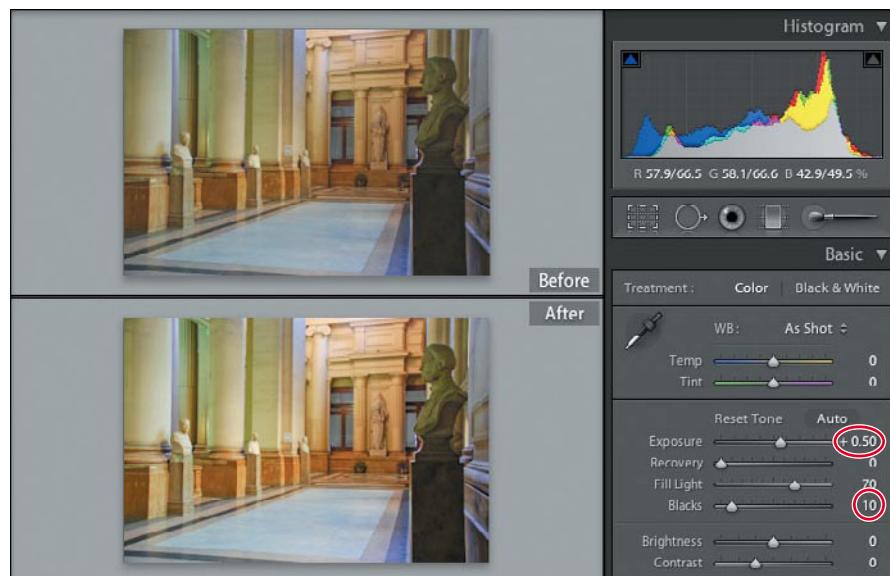 Histogram
R 57.9/66.5 G 58.1/66.6 B 42.9/49.5 %
Before
After
Basic
Treatment : Color Black & White
WB: As Shot
Temp 0
Tint 0
Reset Tone Auto
Exposure + 0.50
Recovery 0
Fill Light 70
Blacks 10
Brightness 0
Contrast 0